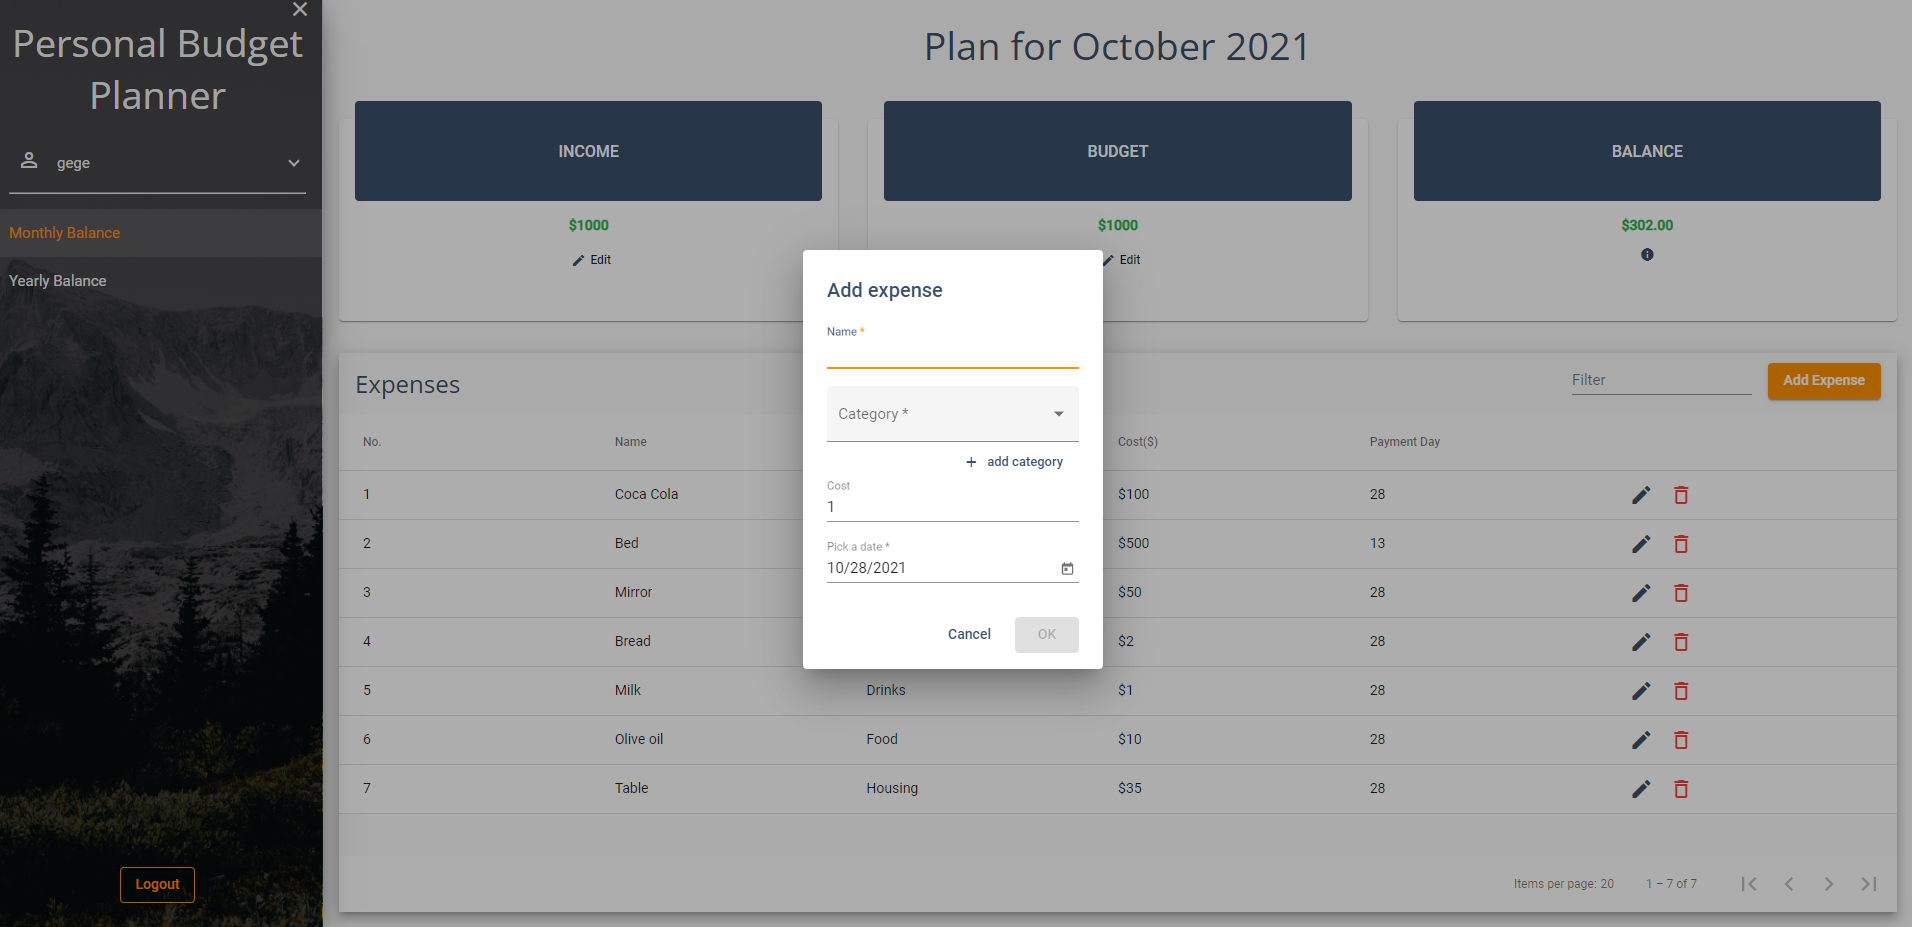 Personal Budget
Planner
gege
Monthly Balance
Yearly Balance
Logout
Plan for October 2021
INCOME
$1000
Edit
BUDGET
$1000
Edit
BALANCE
$302.00
Expenses
Filter
Add Expense
No. Name Cost($) Payment Day
1 Coca Cola $100 28
2 Bed $500 13
3 Mirror $50 28
4 Bread $2 28
5 Milk Drinks $1 28
6 Olive oil Food $10 28
7 Table Housing $35 28
Items per page: 20 1 – 7 of 7
Add expense
Name *
Category *
+ add category
Cost
1
Pick a date *
10/28/2021
Cancel OK